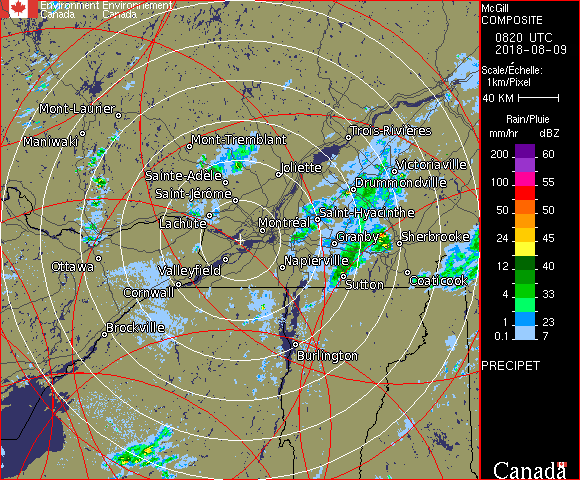 Environment Environnement
Canada Canada
McGill
COMPOSITE
0820 UTC
2018-08-09
Scale/Échelle:
1km/Pixel
40 KM
Rain/Pluie
mm/hr dBZ
200 60
100 55
50 50
24 45
12 40
4 33
1 23
0.1 7
PRECIPET
Canada
Mont-Laurier
Maniwaki
Mont-Tremblant
Trois-Rivières
Sainte-Adèle
Joliette
Victoriaville
Saint-Jérôme
Drummondville
Lachute
Montréal
Saint-Hyacinthe
Granby
Sherbrooke
Ottawa
Valleyfield
Napierville
Cornwall
Sutton
Coaticook
Brockville
Burlington